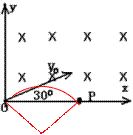 y
× × × ×
v₀
× × × ×
30°
O P x